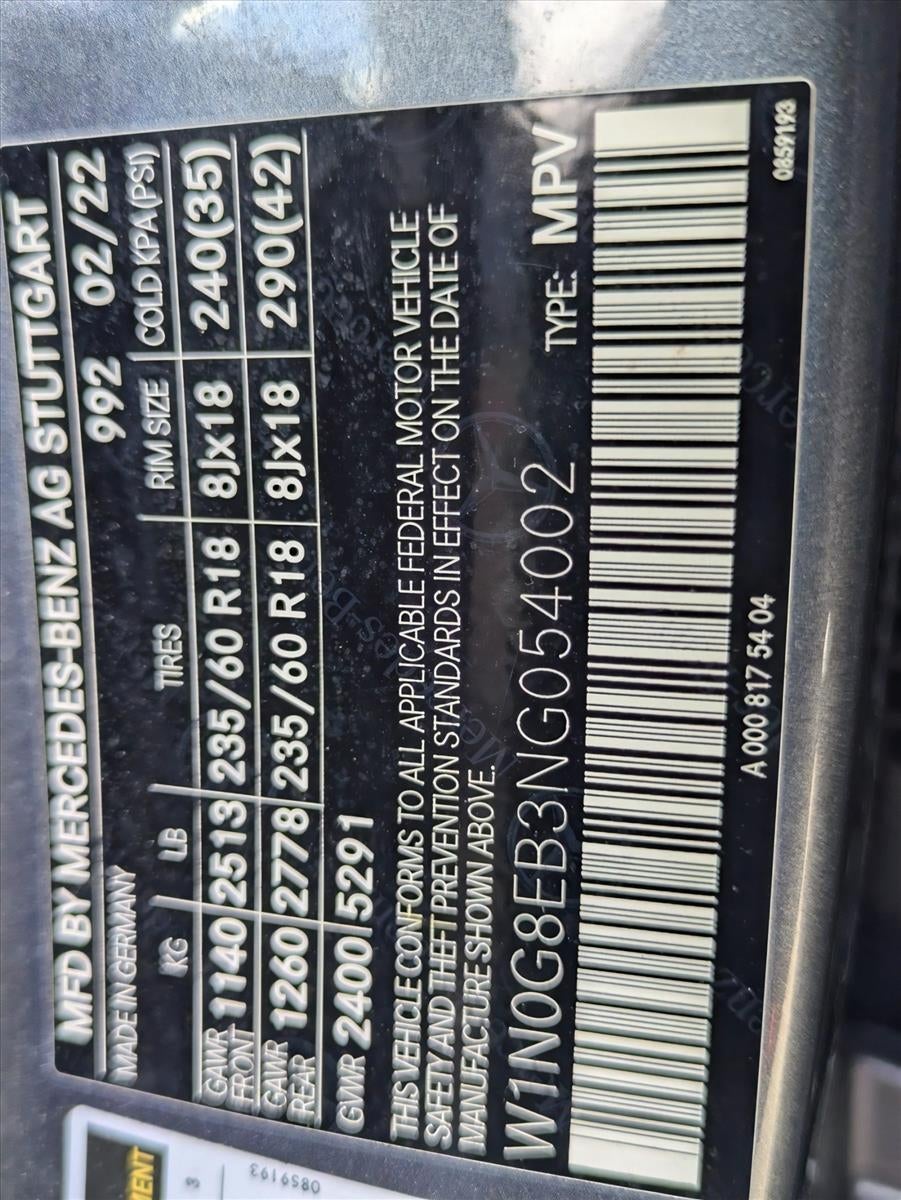 MFD BY MERCEDES-BENZ AG STUTTGART
MADE IN GERMANY 992 02/22
KG LB TIRES RIM SIZE COLD KPA(PSI)
GAWR FRONT 1140 2513 235/60 R18 8Jx18 240(35)
GAWR REAR 1260 2778 235/60 R18 8Jx18 290(42)
GWR 2400 5291
THIS VEHICLE CONFORMS TO ALL APPLICABLE FEDERAL MOTOR VEHICLE
SAFETY AND THEFT PREVENTION STANDARDS IN EFFECT ON THE DATE OF
MANUFACTURE SHOWN ABOVE.
W1N0G8EB3NG054002 TYPE: MPV
A 000 817 54 04 0859193
0859193